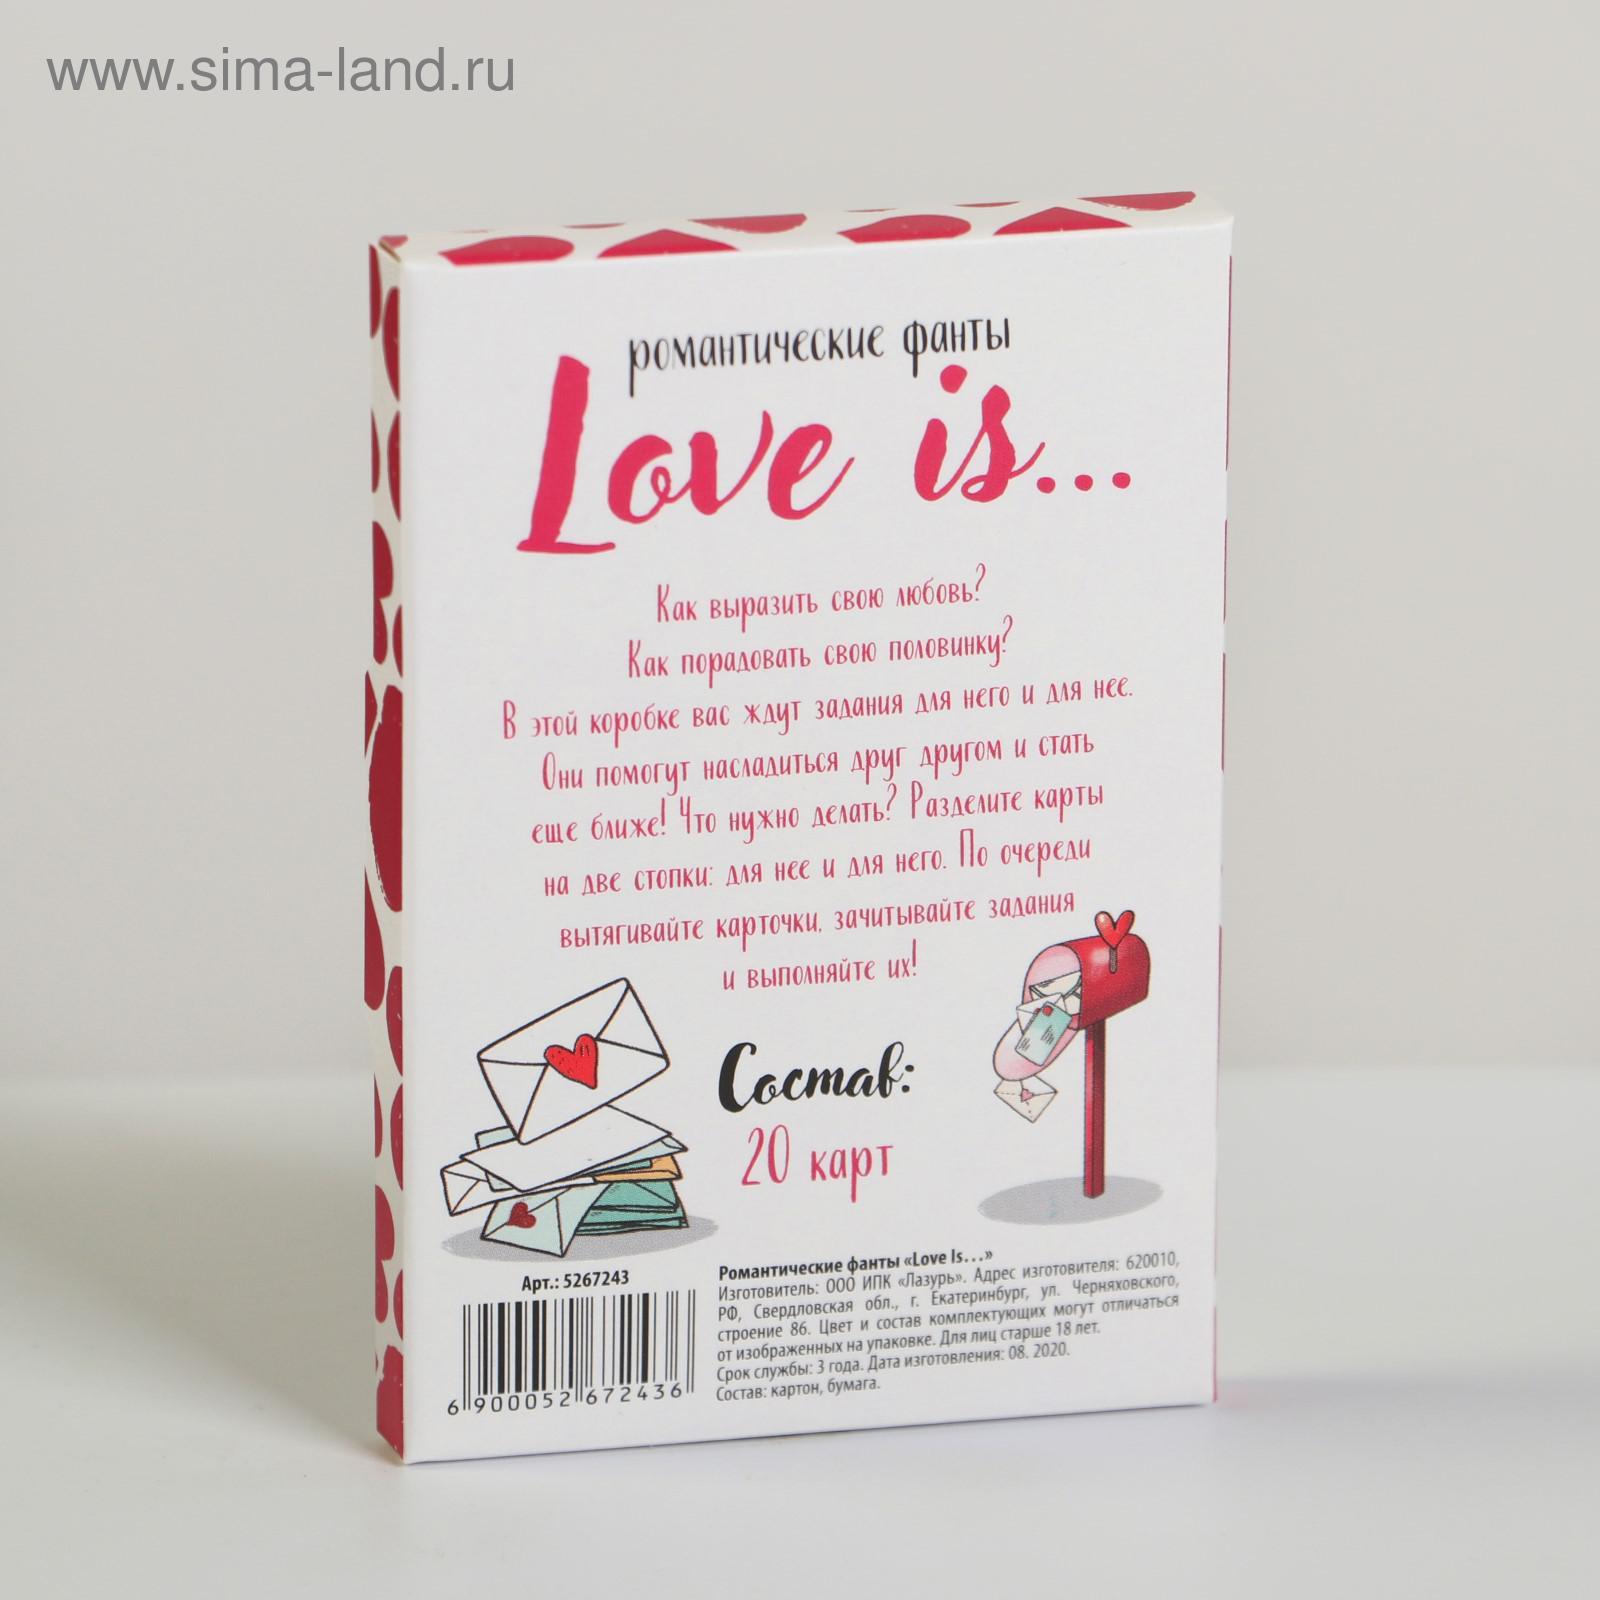 www.sima-land.ru
романтические фанты
Love is...
Как выразить свою любовь?
Как порадовать свою половинку?
В этой коробке вас ждут задания для него и для нее.
Они помогут насладиться друг другом и стать
еще ближе! Что нужно делать? Разделите карты
на две стопки: для нее и для него. По очереди
вытягивайте карточки, зачитывайте задания
и выполняйте их!
Состав:
20 карт
Арт.: 5267243
6 900052 672436
Романтические фанты «Love Is...»
Изготовитель: ООО ИПК «Лазурь». Адрес изготовителя: 620010,
РФ, Свердловская обл., г. Екатеринбург, ул. Черняховского,
строение 86. Цвет и состав комплектующих могут отличаться
от изображенных на упаковке. Для лиц старше 18 лет.
Срок службы: 3 года. Дата изготовления: 08. 2020.
Состав: картон, бумага.